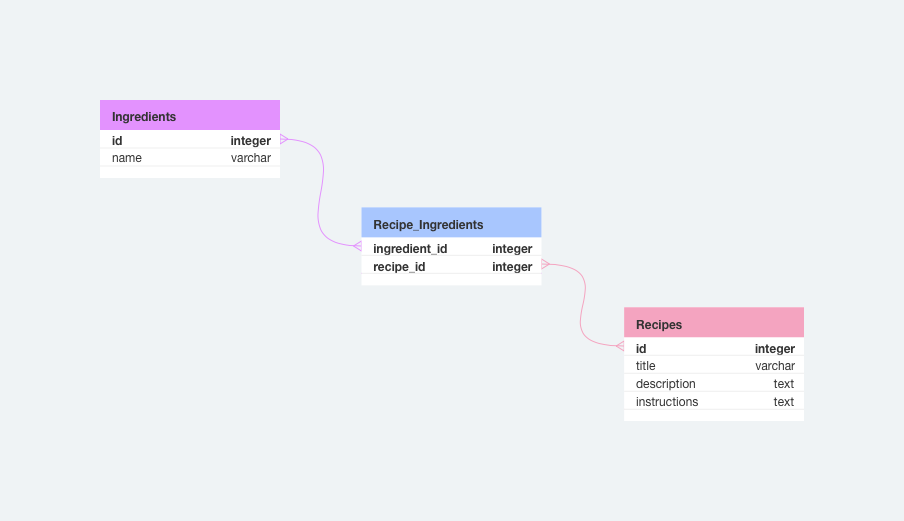 Ingredients
id integer
name varchar
Recipe_Ingredients
ingredient_id integer
recipe_id integer
Recipes
id integer
title varchar
description text
instructions text